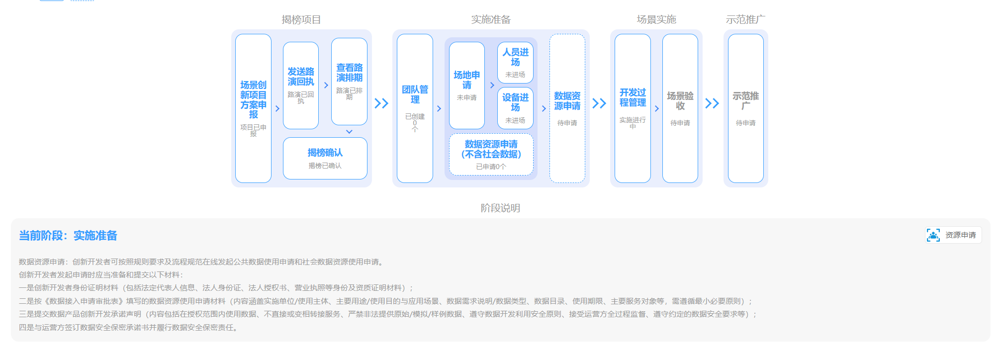 揭榜项目
实施准备
场景实施
示范推广
场景创
新项目
方案申
报
项目已申
报
发送路
演回执
路演已回
执
查看路
演排期
路演已排
期
揭榜确认
揭榜已确认
团队管
理
已创建
0
个
场地申
请
未申请
人员进
场
未进场
设备进
场
未进场
数据资源申请
（不含社会数据）
已申请0个
数据资
源申请
待申请
开发过
程管理
实施进行
中
场景验
收
待申请
示范推
广
待申请
阶段说明
当前阶段：实施准备
资源申请
数据资源申请：创新开发者可按照规则要求及流程规范在线发起公共数据使用申请和社会数据资源使用申请。
创新开发者发起申请时应当准备和提交以下材料：
一是创新开发者身份证明材料（包括法定代表人信息、法人身份证、法人授权书、营业执照等身份及资质证明材料）；
二是按《数据接入申请审批表》填写的数据资源使用申请材料（内容涵盖实施单位/使用主体、主要用途/使用目的与应用场景、数据需求说明/数据类型、数据目录、使用期限、主要服务对象等，需遵循最小必要原则）；
三是提交数据产品创新开发承诺声明（内容包括在授权范围内使用数据、不直接或变相转接服务、严禁非法提供原始/模拟/样例数据、遵守数据开发利用安全原则、接受运营方全过程监督、遵守约定的数据安全要求等）；
四是与运营方签订数据安全保密承诺书并履行数据安全保密责任。